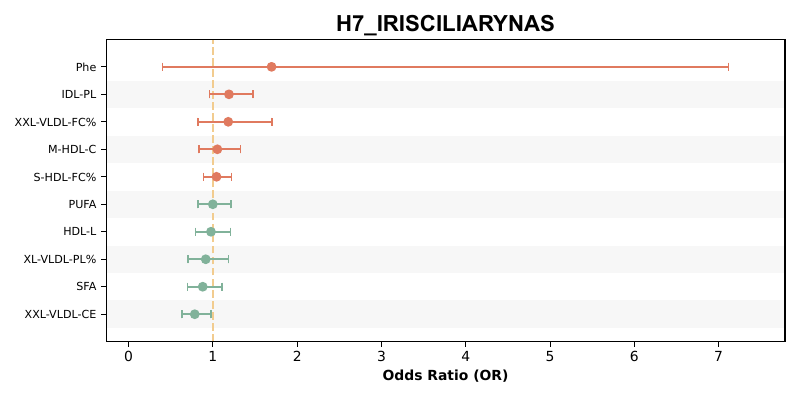 H7_IRISCILIARYNAS
Phe
IDL-PL
XXL-VLDL-FC%
M-HDL-C
S-HDL-FC%
PUFA
HDL-L
XL-VLDL-PL%
SFA
XXL-VLDL-CE
0 1 2 3 4 5 6 7
Odds Ratio (OR)